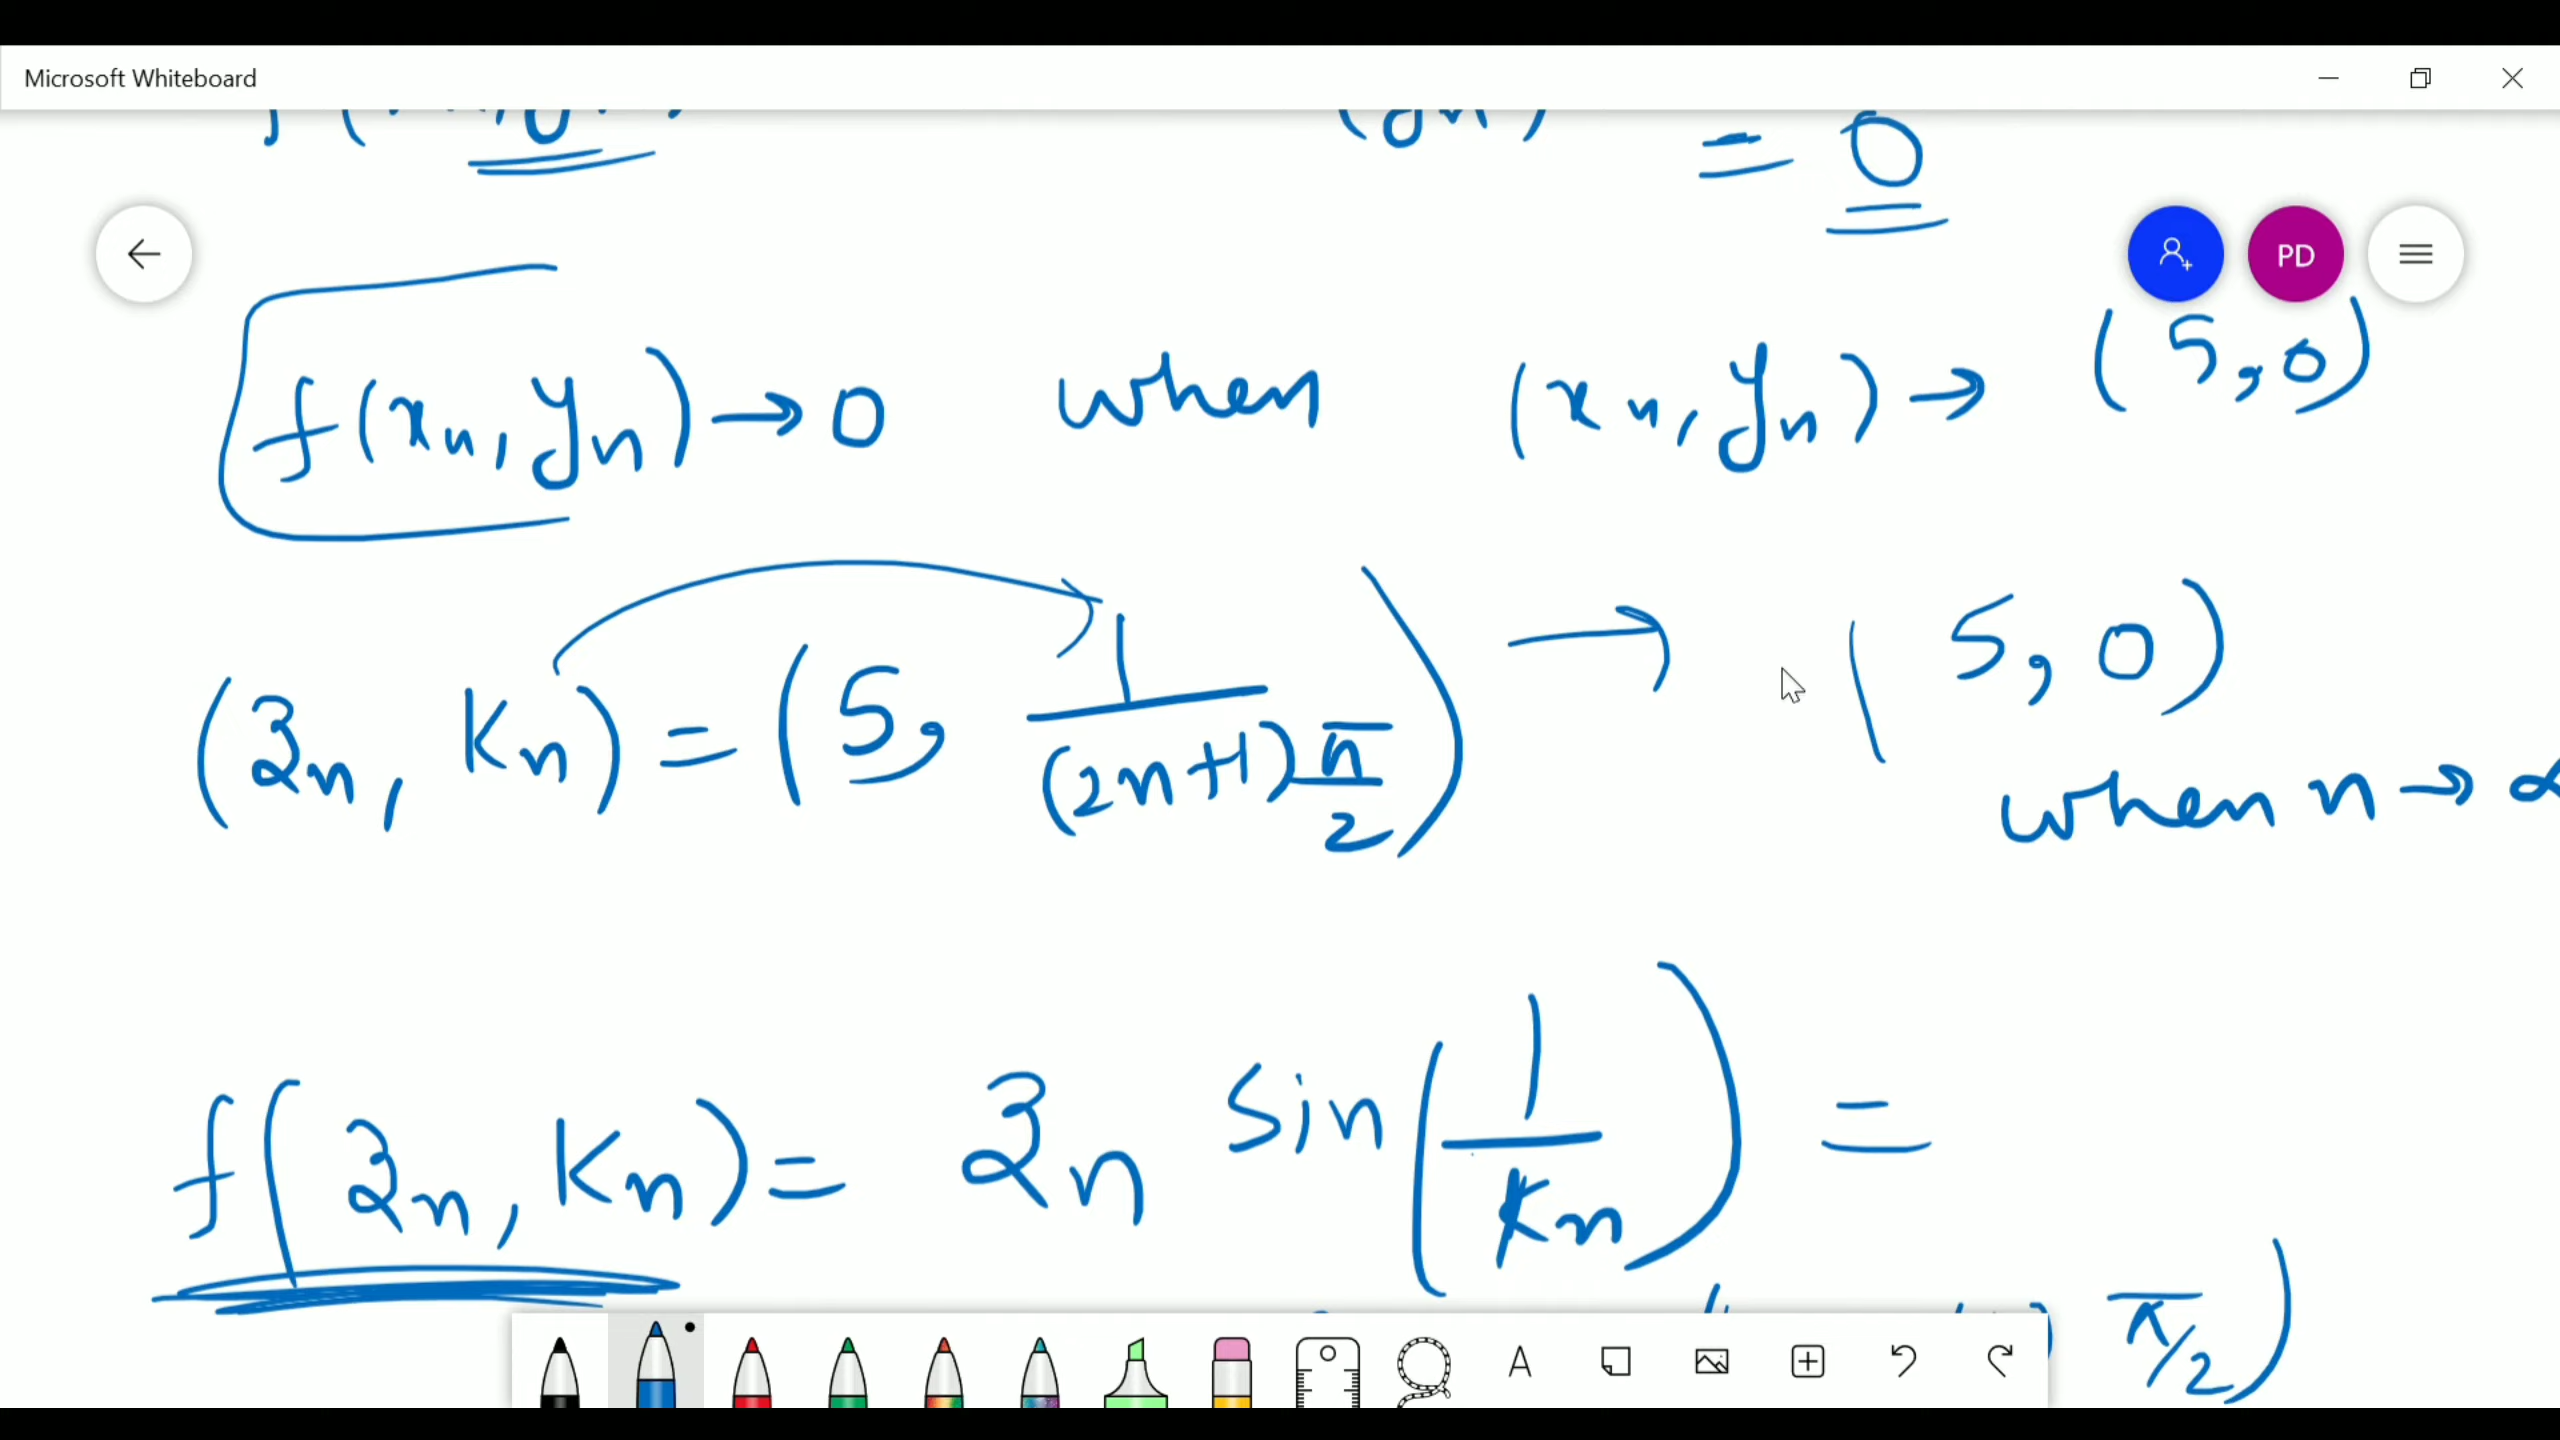 Microsoft Whiteboard
= 0
PD
f(xn, yn) → 0 when (xn, yn) → (5, 0)
(zn, kn) = (5, 1/((2n+1) π/2)) → (5, 0)
when n →
f(zn, kn) = zn sin(1/kn) =
π/2)
A